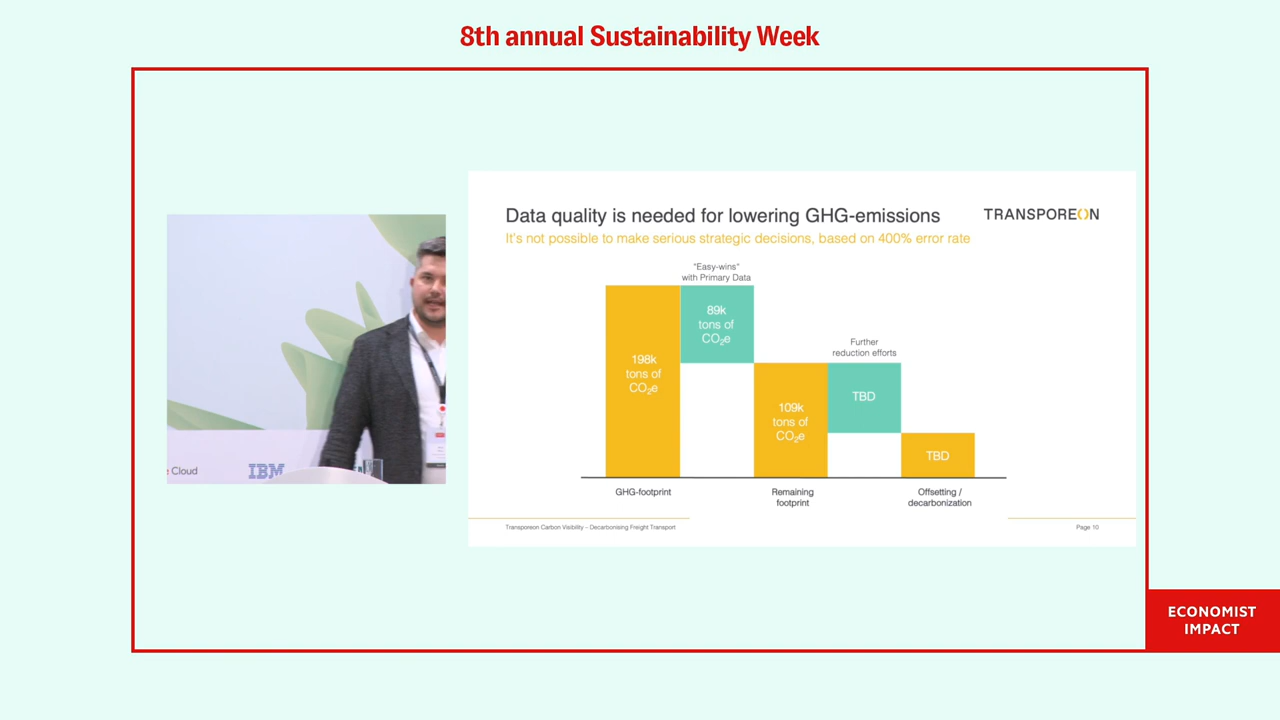 8th annual Sustainability Week
Data quality is needed for lowering GHG-emissions
TRANSPOREON
It's not possible to make serious strategic decisions, based on 400% error rate
"Easy-wins"
with Primary Data
89k
tons of
CO₂e
198k
tons of
CO₂e
Further
reduction efforts
TBD
109k
tons of
CO₂e
TBD
GHG-footprint
Remaining
footprint
Offsetting /
decarbonization
Transporeon Carbon Visibility – Decarbonising Freight Transport
Page 10
Cloud
IBM
ECONOMIST
IMPACT